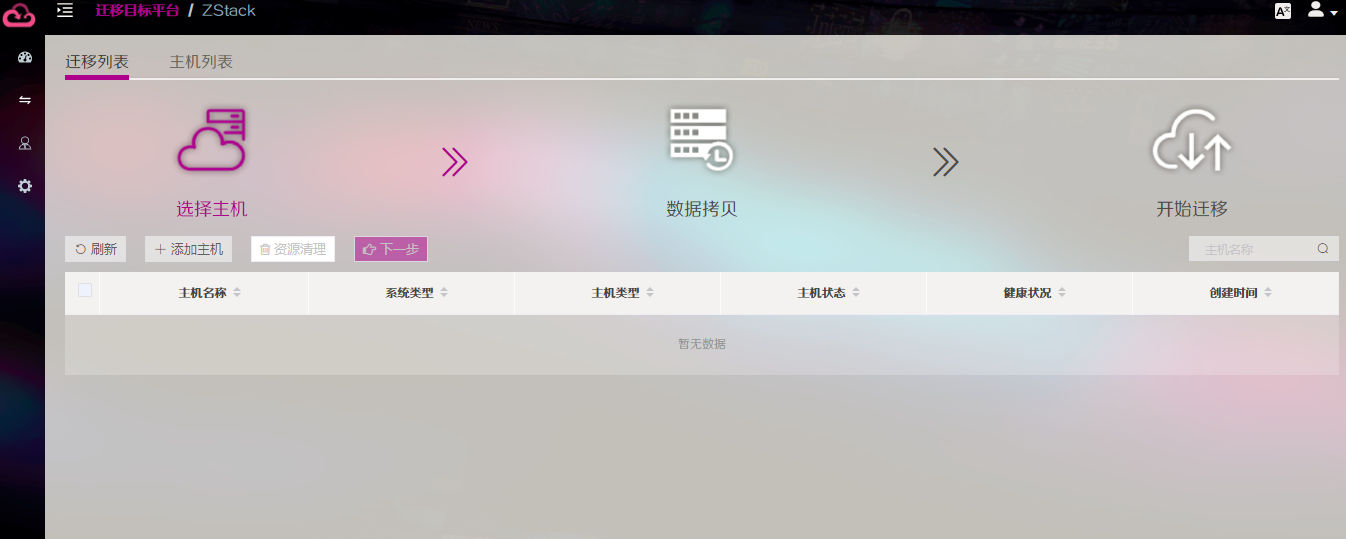 迁移目标平台 / ZStack
迁移列表 主机列表
选择主机 数据拷贝 开始迁移
刷新 添加主机 资源清理 下一步 主机名称
主机名称 系统类型 主机类型 主机状态 健康状况 创建时间
暂无数据